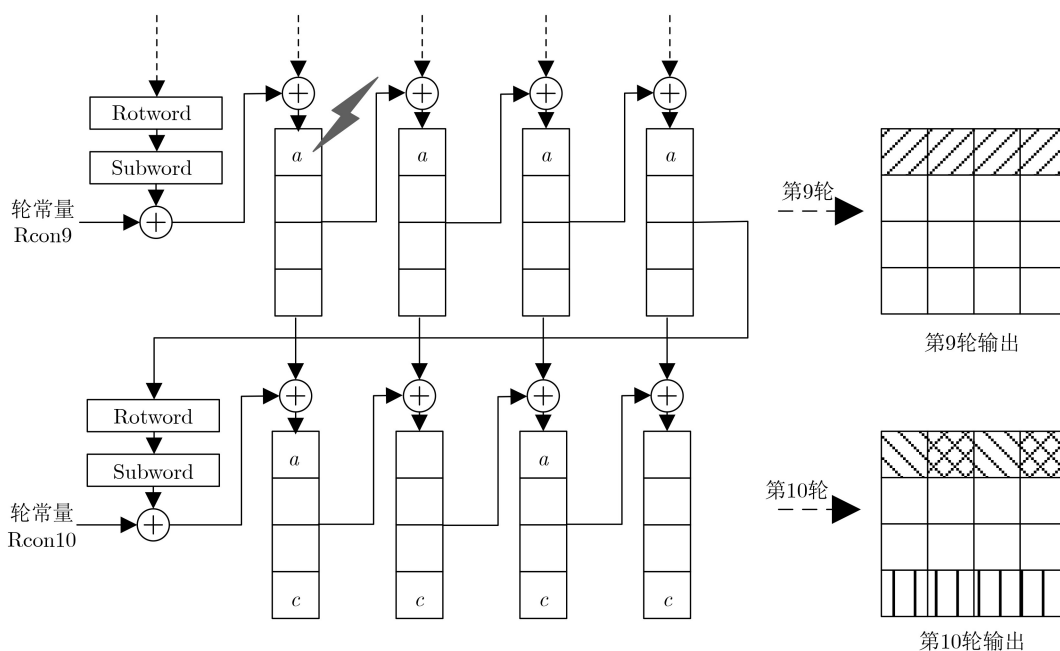 Rotword
a a a a
Subword
轮常量
Rcon9
第9轮
第9轮输出
Rotword
Subword
a a
轮常量
Rcon10
第10轮
c c c c
第10轮输出